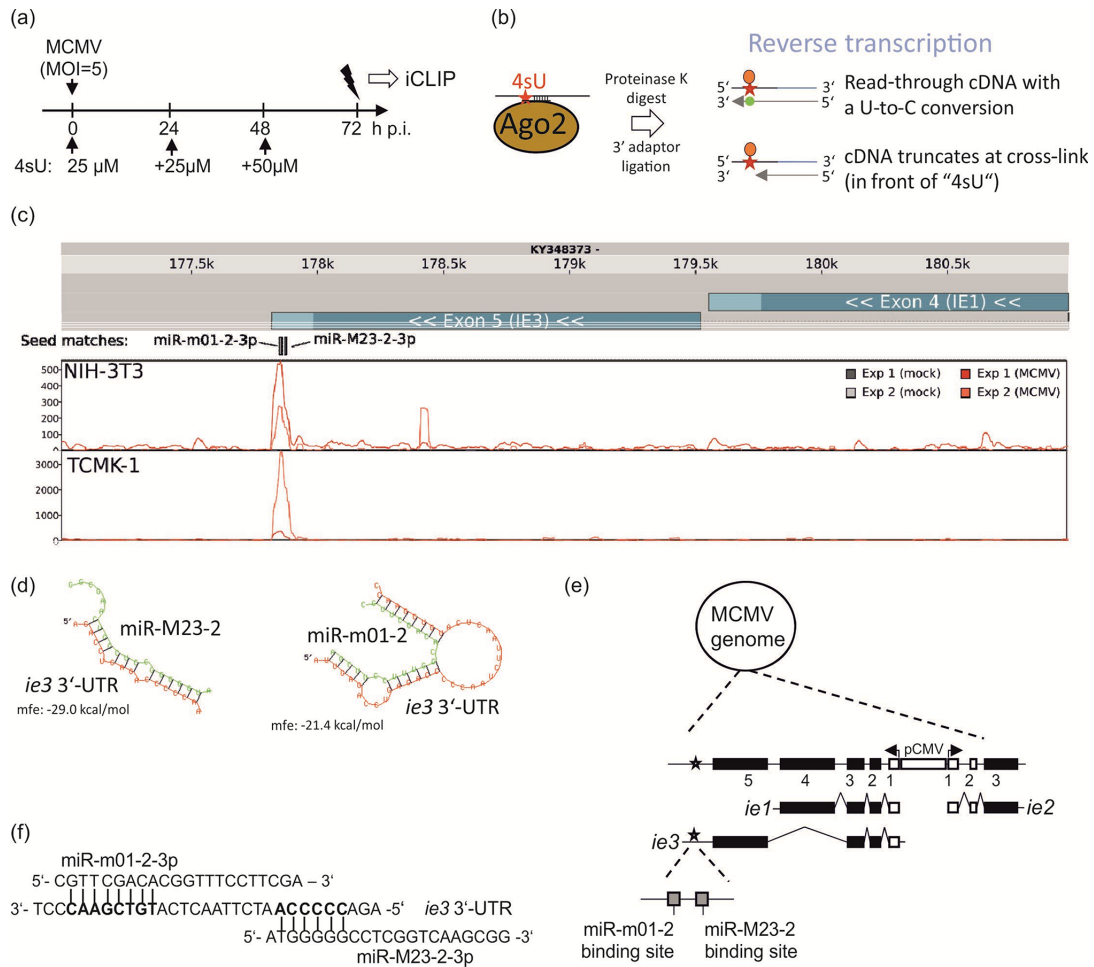 (a)
MCMV
(MOI=5)
iCLIP
0 24 48 72 h p.i.
4sU: 25 µM +25µM +50µM
(b)
Reverse transcription
4sU
Ago2
Proteinase K
digest
3' adaptor
ligation
5' 3'
3' 5'
Read-through cDNA with
a U-to-C conversion
5' 3'
3' 5'
cDNA truncates at cross-link
(in front of "4sU")
(c)
KY348373 -
177.5k 178k 178.5k 179k 179.5k 180k 180.5k
<< Exon 4 (IE1) <<
<< Exon 5 (IE3) <<
Seed matches: miR-m01-2-3p miR-M23-2-3p
NIH-3T3
500
400
300
200
100
0
Exp 1 (mock) Exp 1 (MCMV)
Exp 2 (mock) Exp 2 (MCMV)
TCMK-1
3000
2000
1000
0
(d)
5'
miR-M23-2
ie3 3'-UTR
mfe: -29.0 kcal/mol
miR-m01-2
5'
ie3 3'-UTR
mfe: -21.4 kcal/mol
(e)
MCMV
genome
pCMV
5 4 3 2 1 1 2 3
ie1 ie2
ie3
miR-m01-2
binding site
miR-M23-2
binding site
(f)
miR-m01-2-3p
5'- CGTTCGACACGGTTTCCTTCGA – 3'
3'- TCCCAAGCTGTACTCAATTCTAACCCCCAGA -5' ie3 3'-UTR
5'- ATGGGGGCCTCGGTCAAGCGG -3'
miR-M23-2-3p